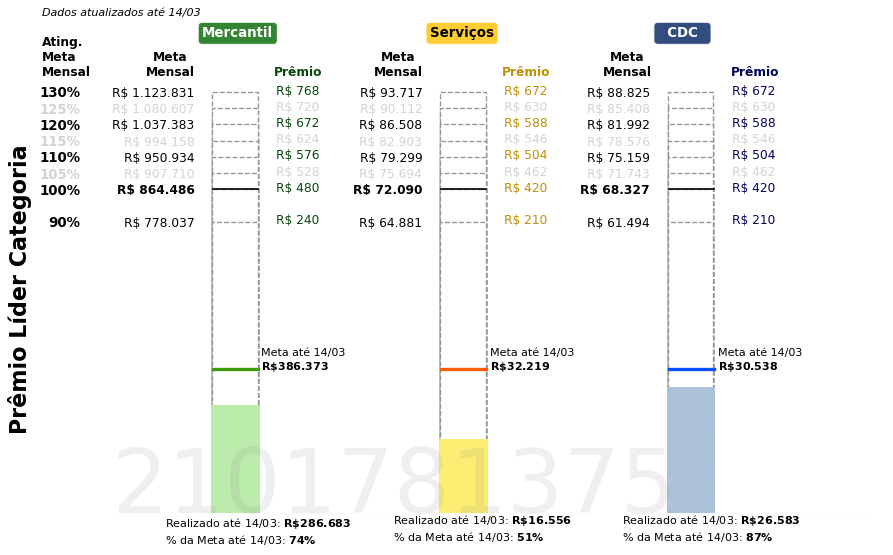 Dados atualizados até 14/03
Mercantil Serviços CDC
Ating. Meta Mensal Meta Mensal Prêmio Meta Mensal Prêmio Meta Mensal Prêmio
130% R$ 1.123.831 R$ 768 R$ 93.717 R$ 672 R$ 88.825 R$ 672
125% R$ 1.080.607 R$ 720 R$ 90.112 R$ 630 R$ 85.408 R$ 630
120% R$ 1.037.383 R$ 672 R$ 86.508 R$ 588 R$ 81.992 R$ 588
115% R$ 994.158 R$ 624 R$ 82.903 R$ 546 R$ 78.576 R$ 546
110% R$ 950.934 R$ 576 R$ 79.299 R$ 504 R$ 75.159 R$ 504
105% R$ 907.710 R$ 528 R$ 75.694 R$ 462 R$ 71.743 R$ 462
100% R$ 864.486 R$ 480 R$ 72.090 R$ 420 R$ 68.327 R$ 420
90% R$ 778.037 R$ 240 R$ 64.881 R$ 210 R$ 61.494 R$ 210
Prêmio Líder Categoria
Meta até 14/03 Meta até 14/03 Meta até 14/03
R$386.373 R$32.219 R$30.538
2101781375
Realizado até 14/03: R$286.683 Realizado até 14/03: R$16.556 Realizado até 14/03: R$26.583
% da Meta até 14/03: 74% % da Meta até 14/03: 51% % da Meta até 14/03: 87%